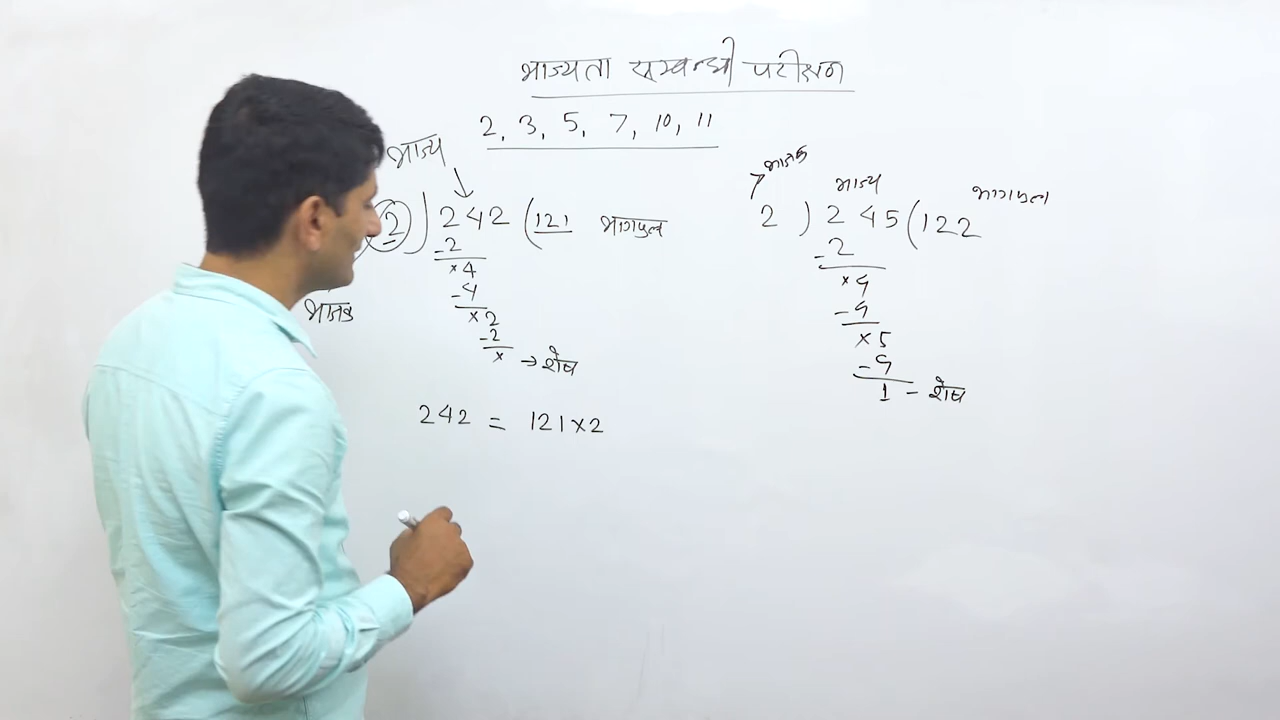 भाज्यता सम्बन्धी परीक्षण
2, 3, 5, 7, 10, 11
भाज्य
2 ) 242 ( 121 भागफल
- 2
× 4
- 4
× 2
- 2
× → शेष
भाजक
242 = 121 × 2
भाजक
भाज्य
भागफल
2 ) 245 ( 122
- 2
× 4
- 4
× 5
- 4
1 - शेष